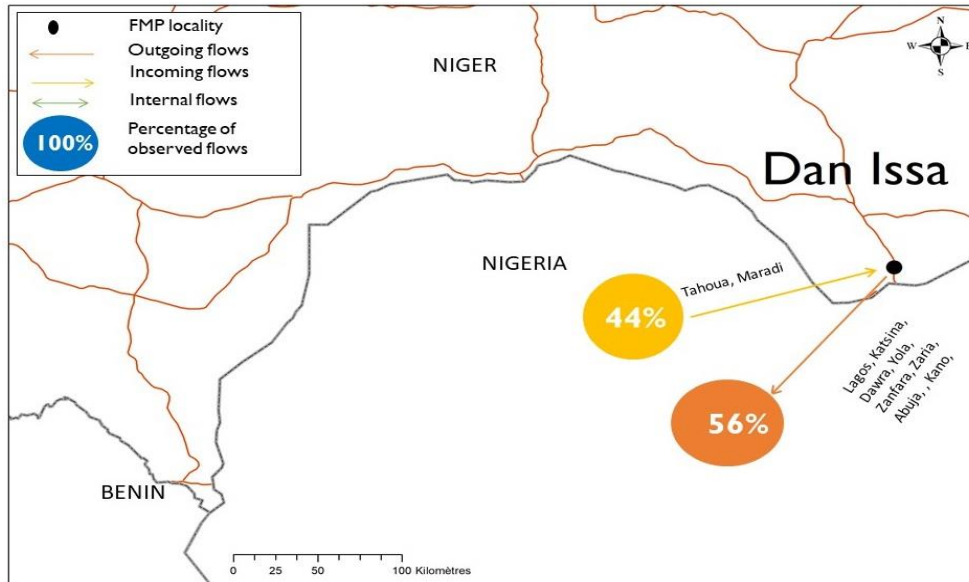 FMP locality
Outgoing flows
Incoming flows
Internal flows
100%
Percentage of
observed flows
N
W
E
S
NIGER
Dan Issa
NIGERIA
Tahoua, Maradi
44%
Lagos, Katsina,
Dawra, Yola,
Zanfara, Zaria,
Abuja, , Kano,
56%
BENIN
0 25 50 100 Kilomètres